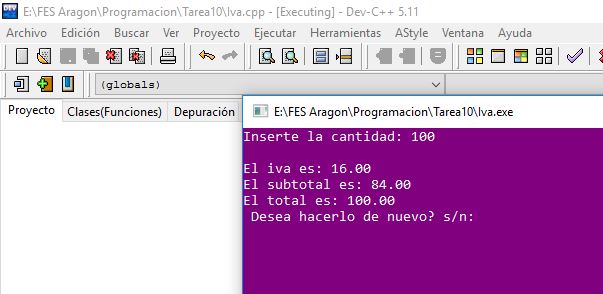 E:\FES Aragon\Programacion\Tarea10\Iva.cpp - [Executing] - Dev-C++ 5.11
Archivo Edición Buscar Ver Proyecto Ejecutar Herramientas AStyle Ventana Ayuda
(globals)
Proyecto Clases(Funciones) Depuración
E:\FES Aragon\Programacion\Tarea10\Iva.exe
Inserte la cantidad: 100
El iva es: 16.00
El subtotal es: 84.00
El total es: 100.00
Desea hacerlo de nuevo? s/n: